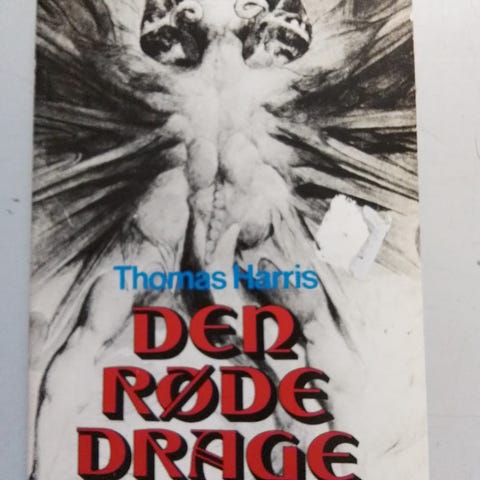 Thomas Harris
DEN
RØDE
DRAGE